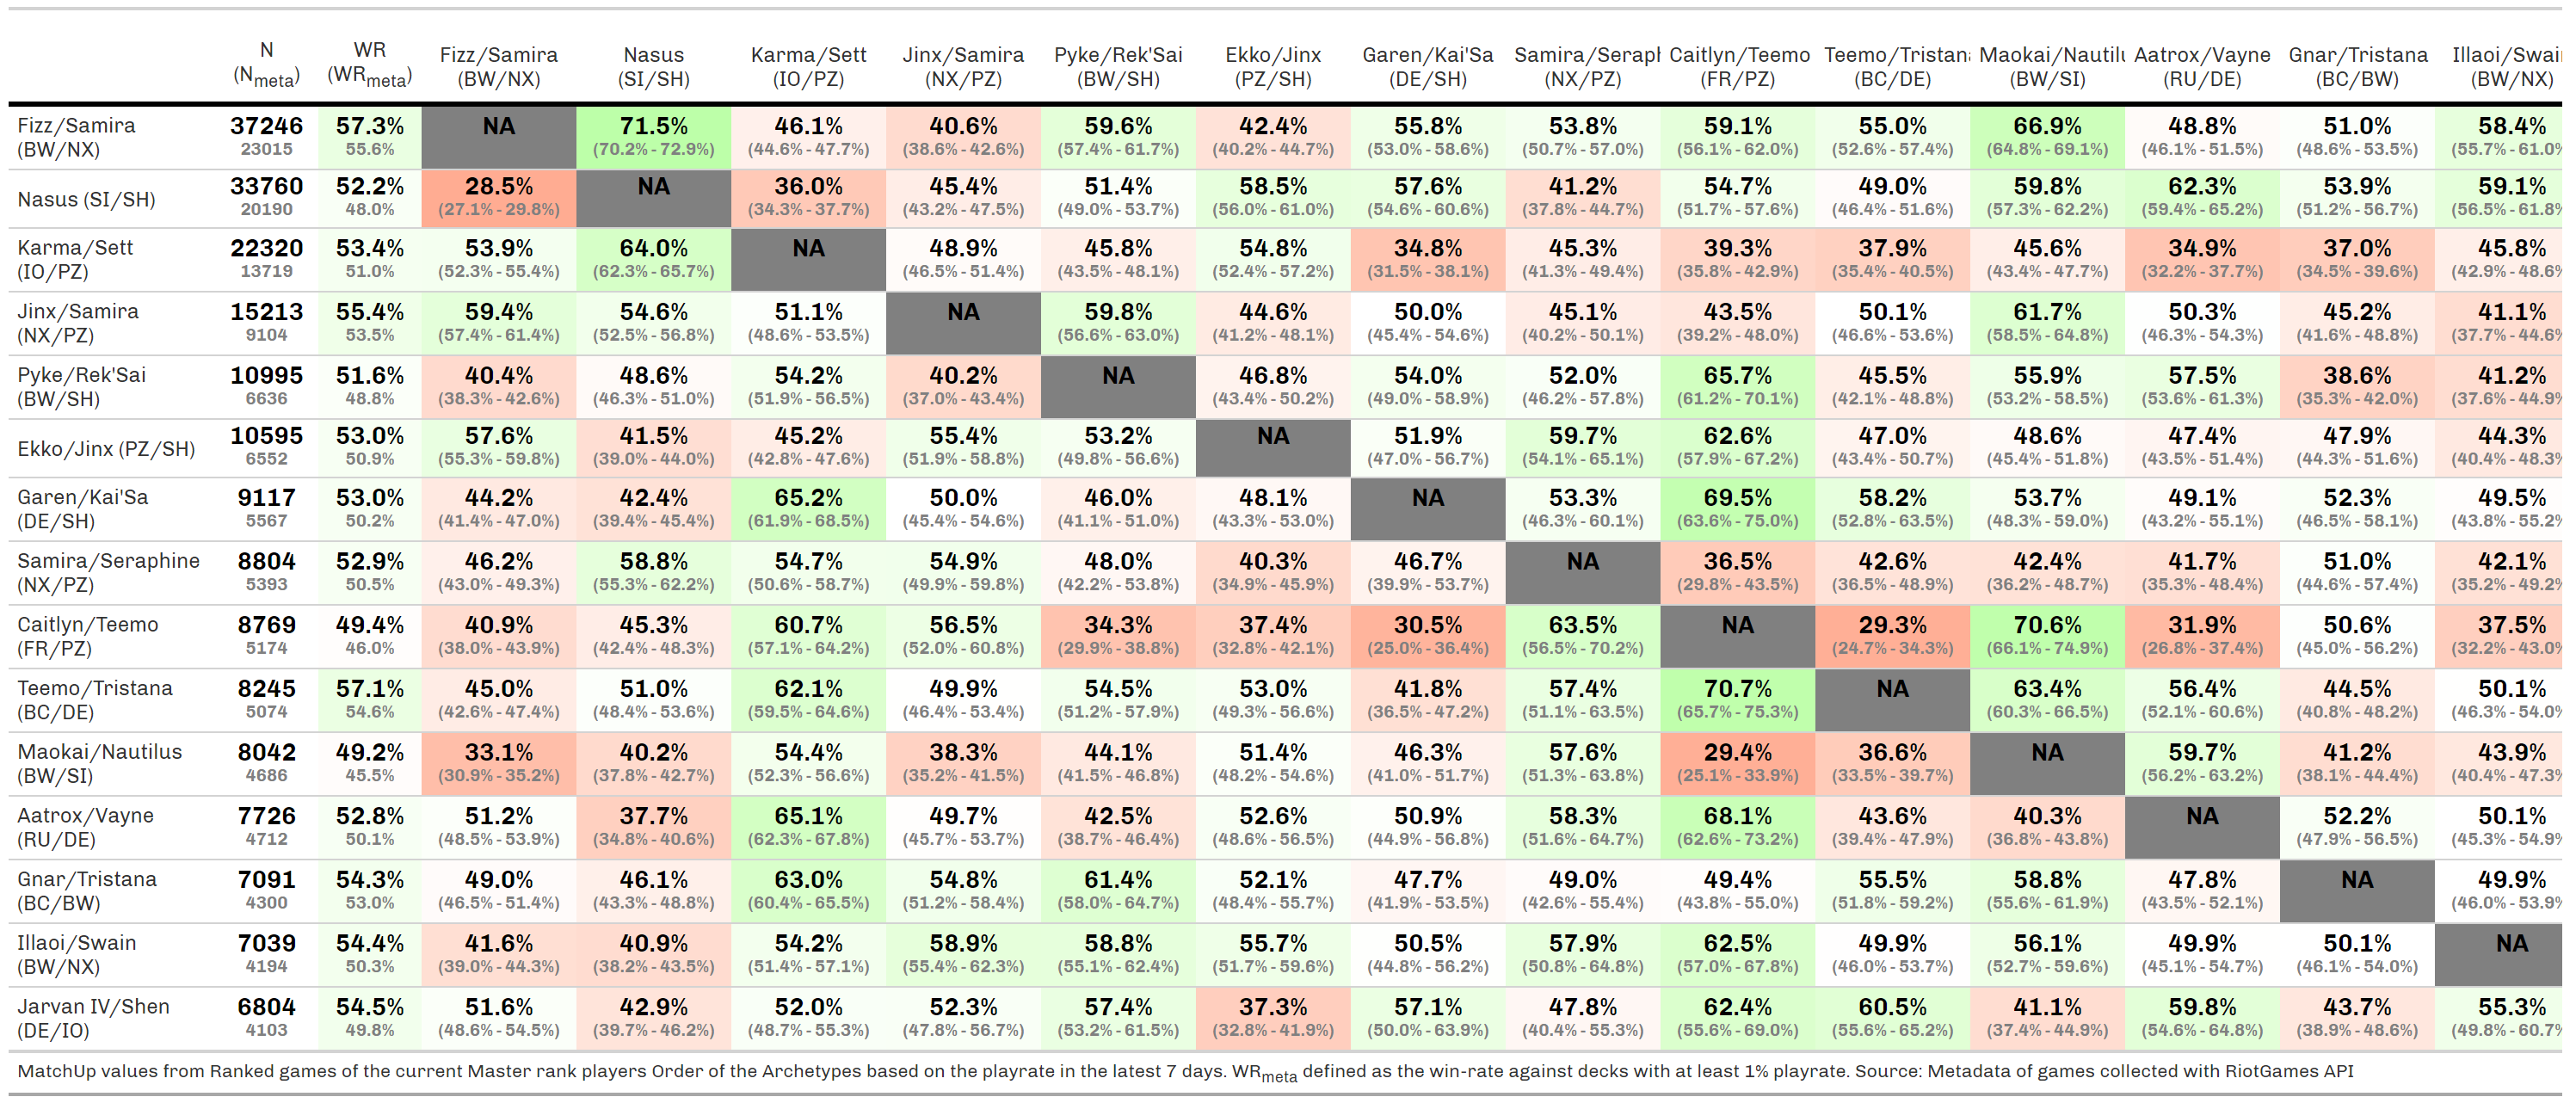 N WR Fizz/Samira Nasus Karma/Sett Jinx/Samira Pyke/Rek'Sai Ekko/Jinx Garen/Kai'Sa Samira/Seraph Caitlyn/Teemo Teemo/Tristana Maokai/Nautilu Aatrox/Vayne Gnar/Tristana Illaoi/Swain
(Nmeta) (WRmeta) (BW/NX) (SI/SH) (IO/PZ) (NX/PZ) (BW/SH) (PZ/SH) (DE/SH) (NX/PZ) (FR/PZ) (BC/DE) (BW/SI) (RU/DE) (BC/BW) (BW/NX)
Fizz/Samira 37246 57.3% NA 71.5% 46.1% 40.6% 59.6% 42.4% 55.8% 53.8% 59.1% 55.0% 66.9% 48.8% 51.0% 58.4%
(BW/NX) 23015 55.6% (70.2% - 72.9%) (44.6% - 47.7%) (38.6% - 42.6%) (57.4% - 61.7%) (40.2% - 44.7%) (53.0% - 58.6%) (50.7% - 57.0%) (56.1% - 62.0%) (52.6% - 57.4%) (64.8% - 69.1%) (46.1% - 51.5%) (48.6% - 53.5%) (55.7% - 61.0%
Nasus (SI/SH) 33760 52.2% 28.5% NA 36.0% 45.4% 51.4% 58.5% 57.6% 41.2% 54.7% 49.0% 59.8% 62.3% 53.9% 59.1%
20190 48.0% (27.1% - 29.8%) (34.3% - 37.7%) (43.2% - 47.5%) (49.0% - 53.7%) (56.0% - 61.0%) (54.6% - 60.6%) (37.8% - 44.7%) (51.7% - 57.6%) (46.4% - 51.6%) (57.3% - 62.2%) (59.4% - 65.2%) (51.2% - 56.7%) (56.5% - 61.8%
Karma/Sett 22320 53.4% 53.9% 64.0% NA 48.9% 45.8% 54.8% 34.8% 45.3% 39.3% 37.9% 45.6% 34.9% 37.0% 45.8%
(IO/PZ) 13719 51.0% (52.3% - 55.4%) (62.3% - 65.7%) (46.5% - 51.4%) (43.5% - 48.1%) (52.4% - 57.2%) (31.5% - 38.1%) (41.3% - 49.4%) (35.8% - 42.9%) (35.4% - 40.5%) (43.4% - 47.7%) (32.2% - 37.7%) (34.5% - 39.6%) (42.9% - 48.6%
Jinx/Samira 15213 55.4% 59.4% 54.6% 51.1% NA 59.8% 44.6% 50.0% 45.1% 43.5% 50.1% 61.7% 50.3% 45.2% 41.1%
(NX/PZ) 9104 53.5% (57.4% - 61.4%) (52.5% - 56.8%) (48.6% - 53.5%) (56.6% - 63.0%) (41.2% - 48.1%) (45.4% - 54.6%) (40.2% - 50.1%) (39.2% - 48.0%) (46.6% - 53.6%) (58.5% - 64.8%) (46.3% - 54.3%) (41.6% - 48.8%) (37.7% - 44.6%
Pyke/Rek'Sai 10995 51.6% 40.4% 48.6% 54.2% 40.2% NA 46.8% 54.0% 52.0% 65.7% 45.5% 55.9% 57.5% 38.6% 41.2%
(BW/SH) 6636 48.8% (38.3% - 42.6%) (46.3% - 51.0%) (51.9% - 56.5%) (37.0% - 43.4%) (43.4% - 50.2%) (49.0% - 58.9%) (46.2% - 57.8%) (61.2% - 70.1%) (42.1% - 48.8%) (53.2% - 58.5%) (53.6% - 61.3%) (35.3% - 42.0%) (37.6% - 44.9%
Ekko/Jinx (PZ/SH) 10595 53.0% 57.6% 41.5% 45.2% 55.4% 53.2% NA 51.9% 59.7% 62.6% 47.0% 48.6% 47.4% 47.9% 44.3%
6552 50.9% (55.3% - 59.8%) (39.0% - 44.0%) (42.8% - 47.6%) (51.9% - 58.8%) (49.8% - 56.6%) (47.0% - 56.7%) (54.1% - 65.1%) (57.9% - 67.2%) (43.4% - 50.7%) (45.4% - 51.8%) (43.5% - 51.4%) (44.3% - 51.6%) (40.4% - 48.3%
Garen/Kai'Sa 9117 53.0% 44.2% 42.4% 65.2% 50.0% 46.0% 48.1% NA 53.3% 69.5% 58.2% 53.7% 49.1% 52.3% 49.5%
(DE/SH) 5567 50.2% (41.4% - 47.0%) (39.4% - 45.4%) (61.9% - 68.5%) (45.4% - 54.6%) (41.1% - 51.0%) (43.3% - 53.0%) (46.3% - 60.1%) (63.6% - 75.0%) (52.8% - 63.5%) (48.3% - 59.0%) (43.2% - 55.1%) (46.5% - 58.1%) (43.8% - 55.2%
Samira/Seraphine 8804 52.9% 46.2% 58.8% 54.7% 54.9% 48.0% 40.3% 46.7% NA 36.5% 42.6% 42.4% 41.7% 51.0% 42.1%
(NX/PZ) 5393 50.5% (43.0% - 49.3%) (55.3% - 62.2%) (50.6% - 58.7%) (49.9% - 59.8%) (42.2% - 53.8%) (34.9% - 45.9%) (39.9% - 53.7%) (29.8% - 43.5%) (36.5% - 48.9%) (36.2% - 48.7%) (35.3% - 48.4%) (44.6% - 57.4%) (35.2% - 49.2%
Caitlyn/Teemo 8769 49.4% 40.9% 45.3% 60.7% 56.5% 34.3% 37.4% 30.5% 63.5% NA 29.3% 70.6% 31.9% 50.6% 37.5%
(FR/PZ) 5174 46.0% (38.0% - 43.9%) (42.4% - 48.3%) (57.1% - 64.2%) (52.0% - 60.8%) (29.9% - 38.8%) (32.8% - 42.1%) (25.0% - 36.4%) (56.5% - 70.2%) (24.7% - 34.3%) (66.1% - 74.9%) (26.8% - 37.4%) (45.0% - 56.2%) (32.2% - 43.0%
Teemo/Tristana 8245 57.1% 45.0% 51.0% 62.1% 49.9% 54.5% 53.0% 41.8% 57.4% 70.7% NA 63.4% 56.4% 44.5% 50.1%
(BC/DE) 5074 54.6% (42.6% - 47.4%) (48.4% - 53.6%) (59.5% - 64.6%) (46.4% - 53.4%) (51.2% - 57.9%) (49.3% - 56.6%) (36.5% - 47.2%) (51.1% - 63.5%) (65.7% - 75.3%) (60.3% - 66.5%) (52.1% - 60.6%) (40.8% - 48.2%) (46.3% - 54.0%
Maokai/Nautilus 8042 49.2% 33.1% 40.2% 54.4% 38.3% 44.1% 51.4% 46.3% 57.6% 29.4% 36.6% NA 59.7% 41.2% 43.9%
(BW/SI) 4686 45.5% (30.9% - 35.2%) (37.8% - 42.7%) (52.3% - 56.6%) (35.2% - 41.5%) (41.5% - 46.8%) (48.2% - 54.6%) (41.0% - 51.7%) (51.3% - 63.8%) (25.1% - 33.9%) (33.5% - 39.7%) (56.2% - 63.2%) (38.1% - 44.4%) (40.4% - 47.3%
Aatrox/Vayne 7726 52.8% 51.2% 37.7% 65.1% 49.7% 42.5% 52.6% 50.9% 58.3% 68.1% 43.6% 40.3% NA 52.2% 50.1%
(RU/DE) 4712 50.1% (48.5% - 53.9%) (34.8% - 40.6%) (62.3% - 67.8%) (45.7% - 53.7%) (38.7% - 46.4%) (48.6% - 56.5%) (44.9% - 56.8%) (51.6% - 64.7%) (62.6% - 73.2%) (39.4% - 47.9%) (36.8% - 43.8%) (47.9% - 56.5%) (45.3% - 54.9%
Gnar/Tristana 7091 54.3% 49.0% 46.1% 63.0% 54.8% 61.4% 52.1% 47.7% 49.0% 49.4% 55.5% 58.8% 47.8% NA 49.9%
(BC/BW) 4300 53.0% (46.5% - 51.4%) (43.3% - 48.8%) (60.4% - 65.5%) (51.2% - 58.4%) (58.0% - 64.7%) (48.4% - 55.7%) (41.9% - 53.5%) (42.6% - 55.4%) (43.8% - 55.0%) (51.8% - 59.2%) (55.6% - 61.9%) (43.5% - 52.1%) (46.0% - 53.9%
Illaoi/Swain 7039 54.4% 41.6% 40.9% 54.2% 58.9% 58.8% 55.7% 50.5% 57.9% 62.5% 49.9% 56.1% 49.9% 50.1% NA
(BW/NX) 4194 50.3% (39.0% - 44.3%) (38.2% - 43.5%) (51.4% - 57.1%) (55.4% - 62.3%) (55.1% - 62.4%) (51.7% - 59.6%) (44.8% - 56.2%) (50.8% - 64.8%) (57.0% - 67.8%) (46.0% - 53.7%) (52.7% - 59.6%) (45.1% - 54.7%) (46.1% - 54.0%)
Jarvan IV/Shen 6804 54.5% 51.6% 42.9% 52.0% 52.3% 57.4% 37.3% 57.1% 47.8% 62.4% 60.5% 41.1% 59.8% 43.7% 55.3%
(DE/IO) 4103 49.8% (48.6% - 54.5%) (39.7% - 46.2%) (48.7% - 55.3%) (47.8% - 56.7%) (53.2% - 61.5%) (32.8% - 41.9%) (50.0% - 63.9%) (40.4% - 55.3%) (55.6% - 69.0%) (55.6% - 65.2%) (37.4% - 44.9%) (54.6% - 64.8%) (38.9% - 48.6%) (49.8% - 60.7%
MatchUp values from Ranked games of the current Master rank players Order of the Archetypes based on the playrate in the latest 7 days. WRmeta defined as the win-rate against decks with at least 1% playrate. Source: Metadata of games collected with RiotGames API